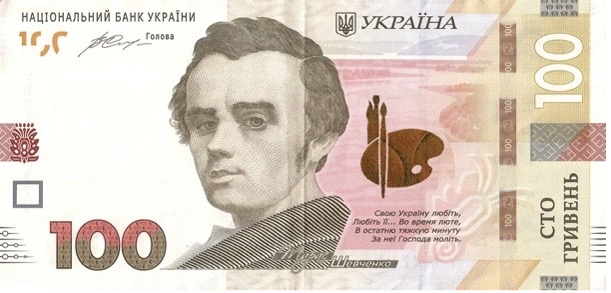 НАЦІОНАЛЬНИЙ БАНК УКРАЇНИ
Голова
УКРАЇНА
100
100
СТО
ГРИВЕНЬ
Свою Україну любіть,
Любіть її... Во время люте,
В остатню тяжкую минуту
За неї Господа моліть.
Шевченко